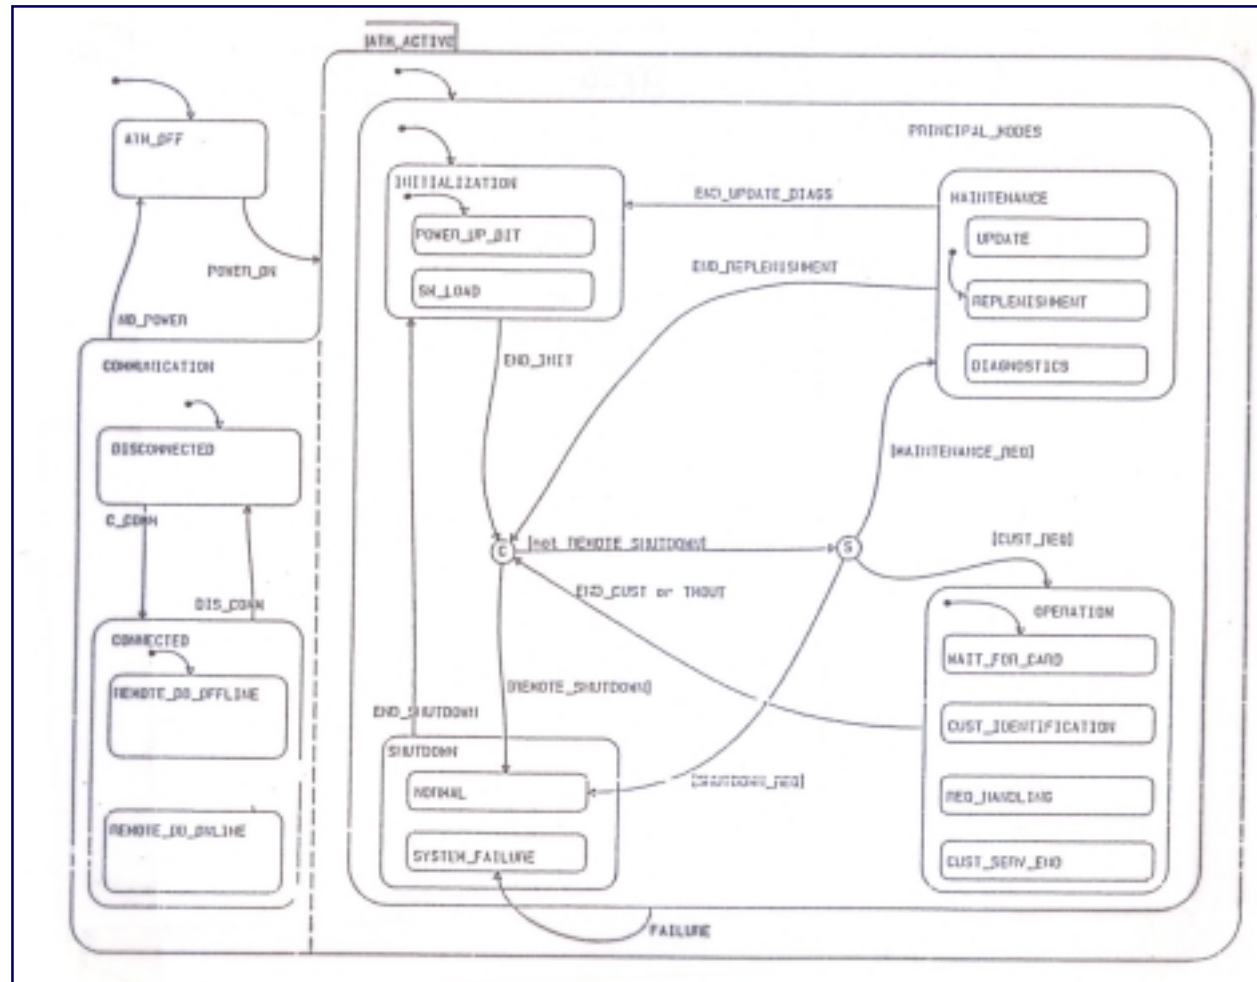 ATM_ACTIVE
ATM_OFF
PRINCIPAL_MODES
INITIALIZATION
POWER_UP_BIT
SW_LOAD
END_UPDATE_DIAGS
MAINTENANCE
UPDATE
REPLENISHMENT
DIAGNOSTICS
END_REPLENISHMENT
POWER_ON
NO_POWER
END_INIT
COMMUNICATION
DISCONNECTED
C_CONN
DIS_CONN
[MAINTENANCE_REQ]
C
[not REMOTE_SHUTDOWN]
S
[CUST_REQ]
END_CUST or TMOUT
CONNECTED
REMOTE_DB_OFFLINE
REMOTE_DB_ONLINE
[REMOTE_SHUTDOWN]
END_SHUTDOWN
SHUTDOWN
NORMAL
SYSTEM_FAILURE
[SHUTDOWN_REQ]
OPERATION
WAIT_FOR_CARD
CUST_IDENTIFICATION
REQ_HANDLING
CUST_SERV_END
FAILURE